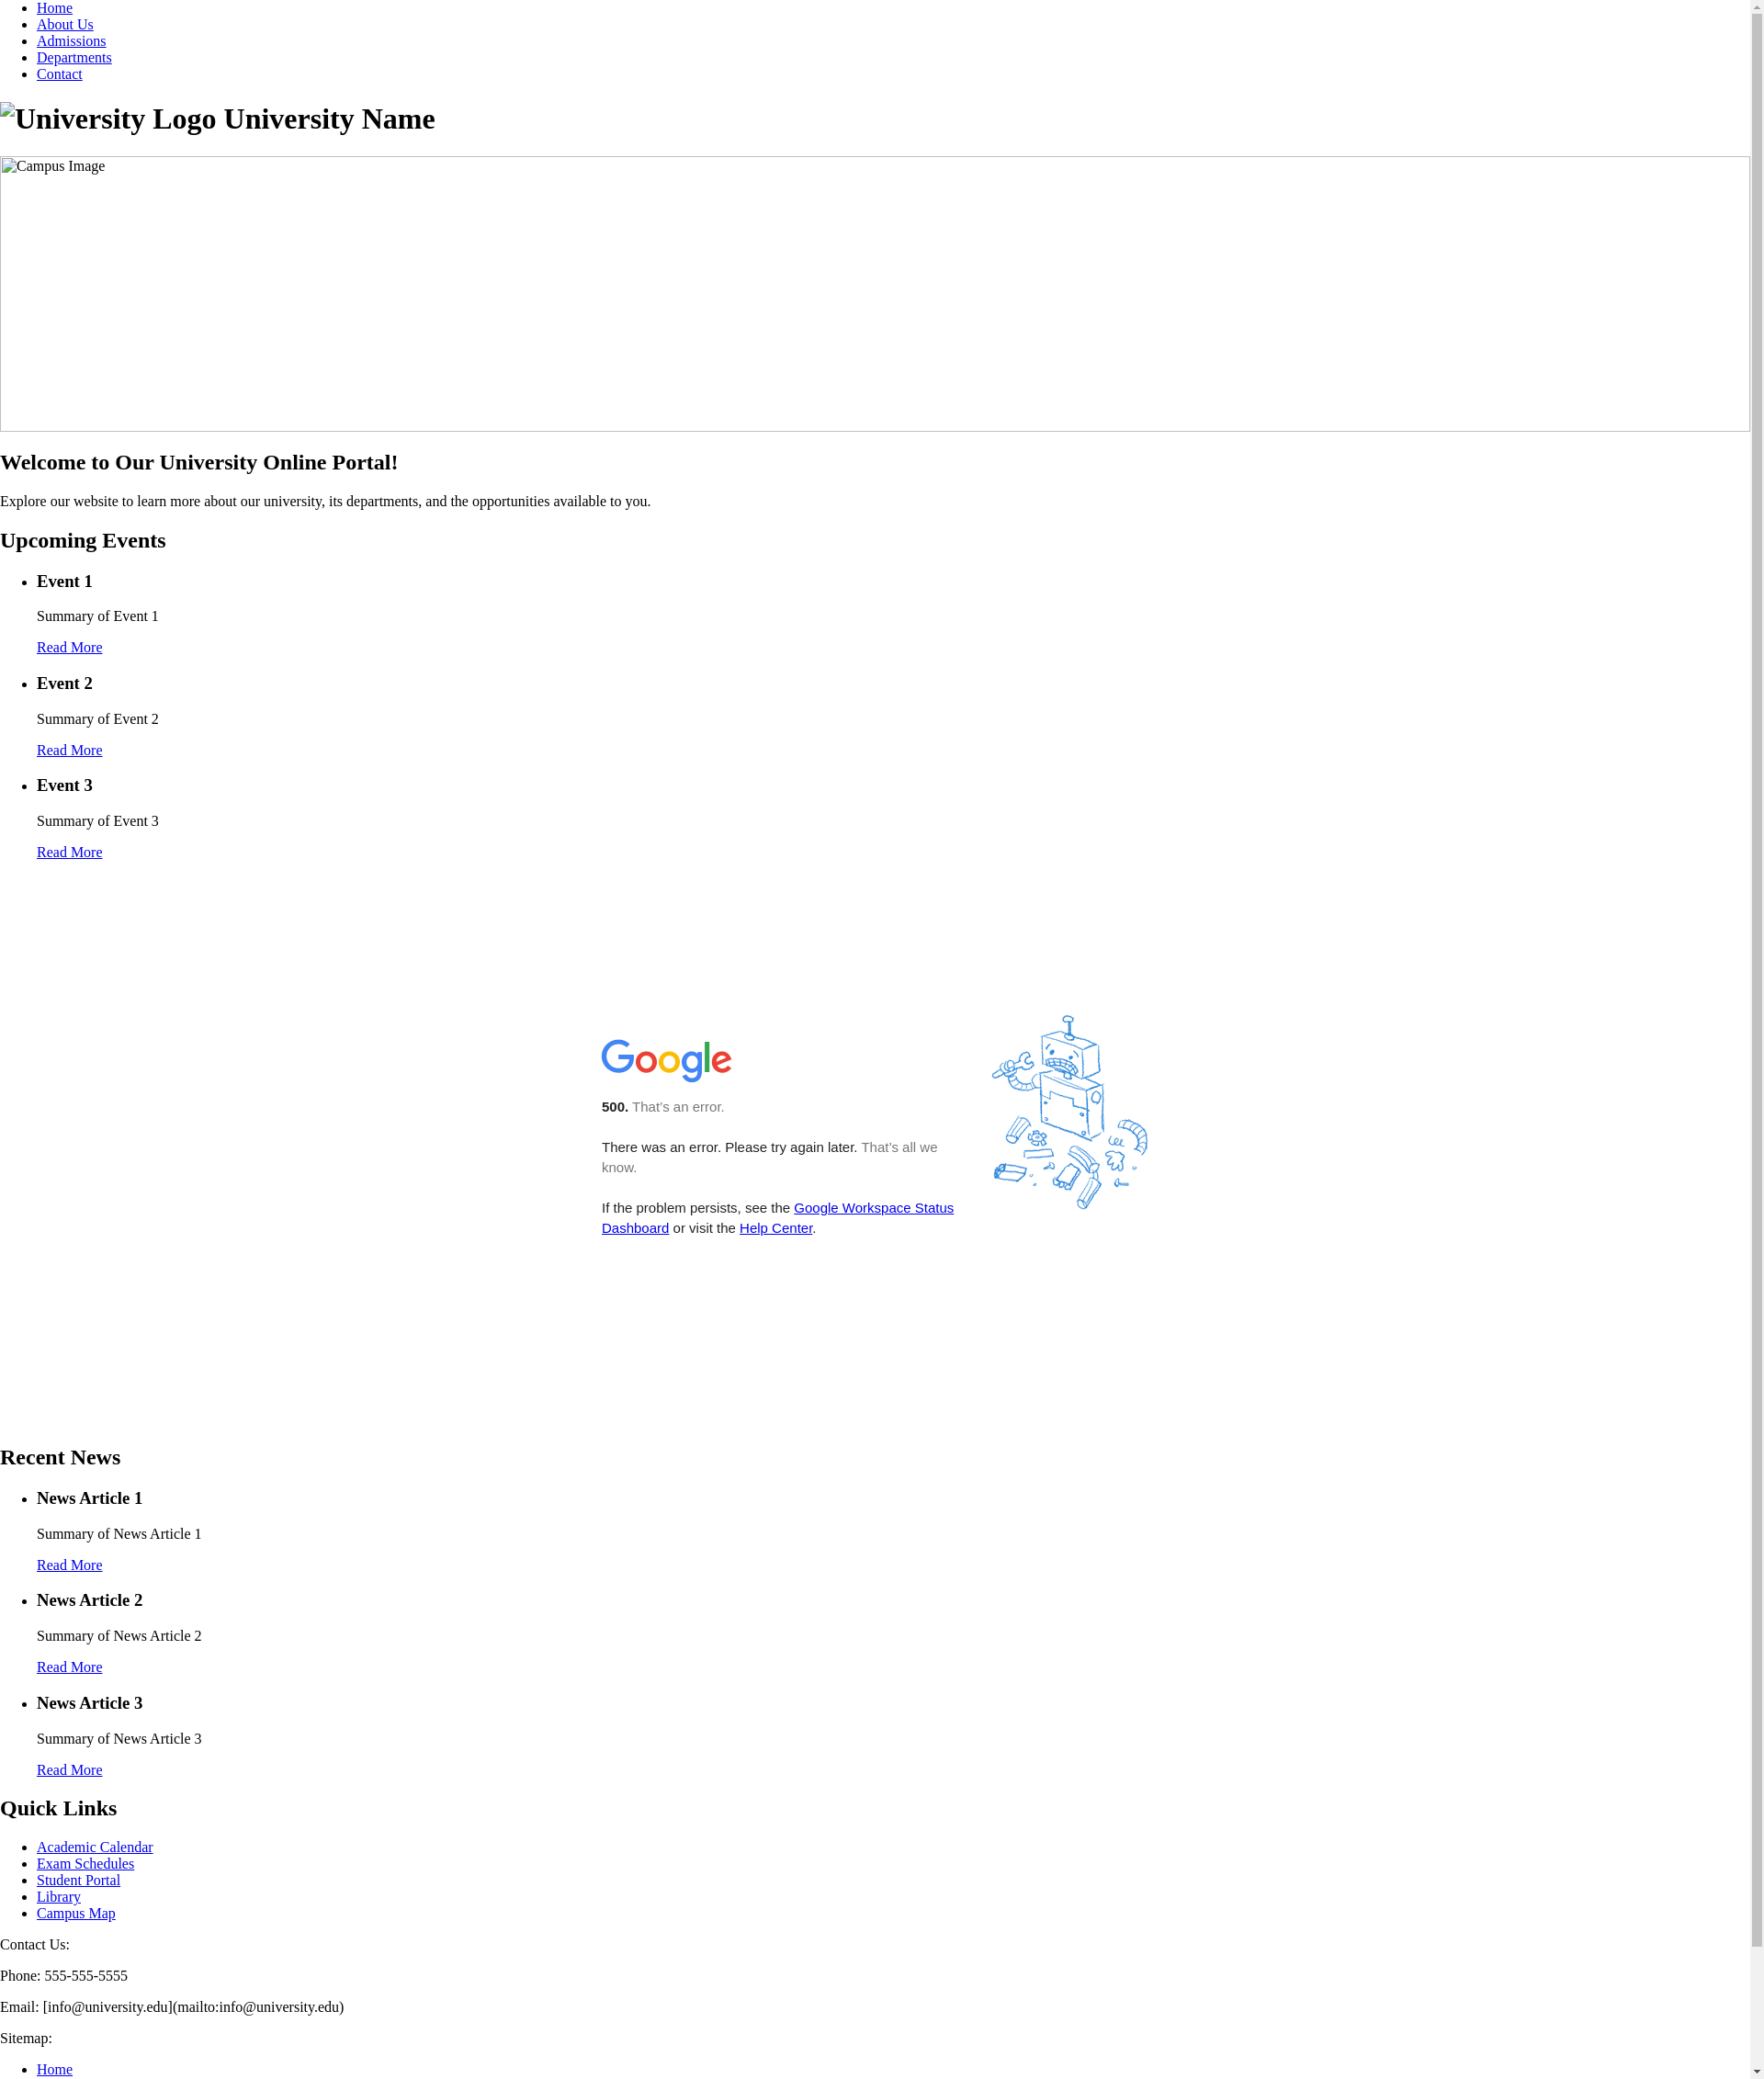 Home
About Us
Admissions
Departments
Contact
University Logo University Name
Campus Image
Welcome to Our University Online Portal!
Explore our website to learn more about our university, its departments, and the opportunities available to you.
Upcoming Events
Event 1
Summary of Event 1
Read More
Event 2
Summary of Event 2
Read More
Event 3
Summary of Event 3
Read More
Google
500. That’s an error.
There was an error. Please try again later. That’s all we
know.
If the problem persists, see the Google Workspace Status
Dashboard or visit the Help Center.
Recent News
News Article 1
Summary of News Article 1
Read More
News Article 2
Summary of News Article 2
Read More
News Article 3
Summary of News Article 3
Read More
Quick Links
Academic Calendar
Exam Schedules
Student Portal
Library
Campus Map
Contact Us:
Phone: 555-555-5555
Email: [info@university.edu](mailto:info@university.edu)
Sitemap:
Home